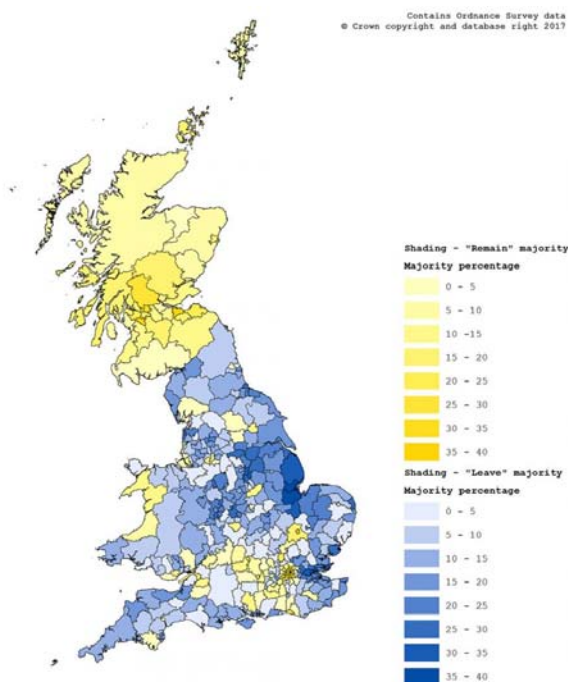 Contains Ordnance Survey data
© Crown copyright and database right 2017
Shading - "Remain" majority
Majority percentage
0 - 5
5 - 10
10 -15
15 - 20
20 - 25
25 - 30
30 - 35
35 - 40
Shading - "Leave" majority
Majority percentage
0 - 5
5 - 10
10 - 15
15 - 20
20 - 25
25 - 30
30 - 35
35 - 40